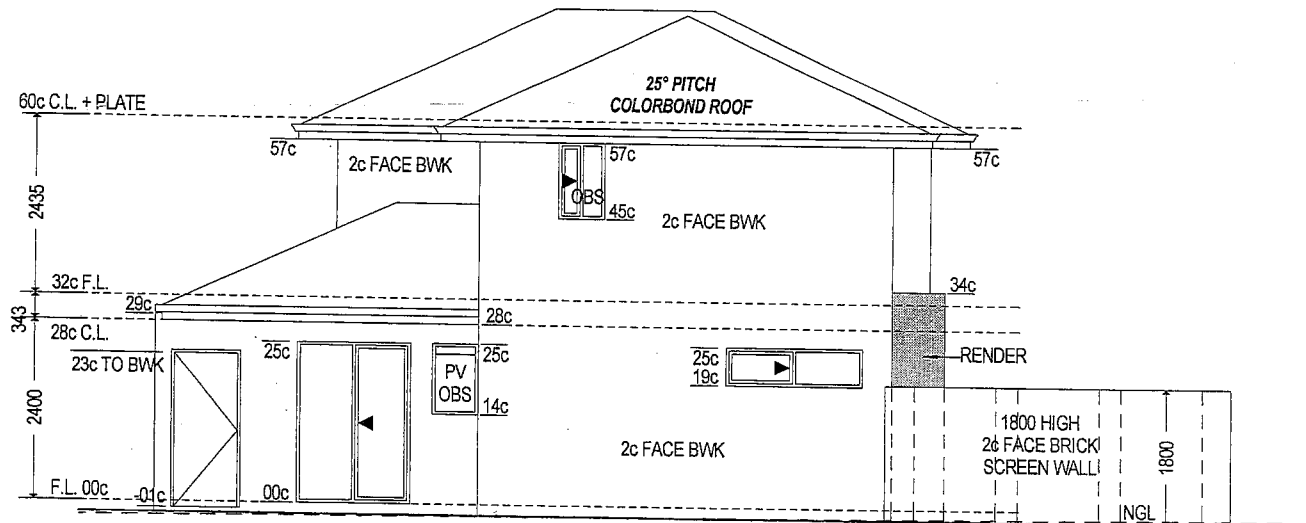 25° PITCH
COLORBOND ROOF
60c C.L. + PLATE
57c
2c FACE BWK
57c
57c
OBS
45c
2c FACE BWK
2435
32c F.L.
34c
29c
28c
343
28c C.L.
23c TO BWK
25c
25c
PV
OBS
14c
25c
19c
RENDER
2400
2c FACE BWK
1800 HIGH
2c FACE BRICK
SCREEN WALL
1800
F.L. 00c
-01c
00c
NGL